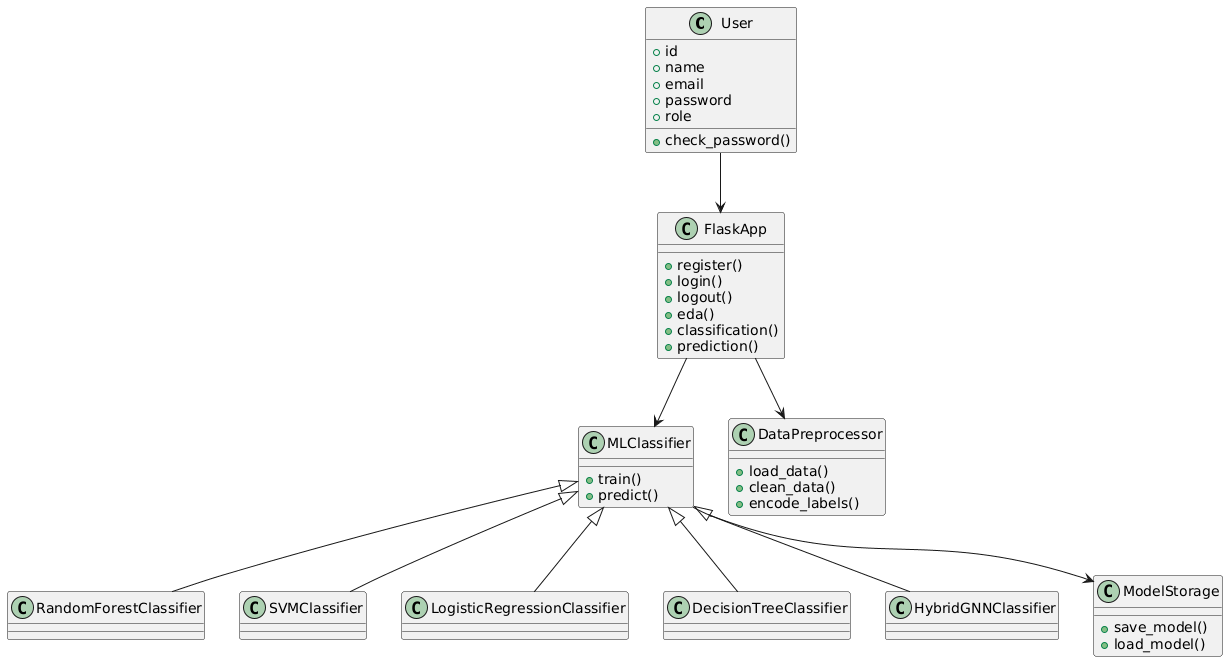 C User
id
name
email
password
role
check_password()
C FlaskApp
register()
login()
logout()
eda()
classification()
prediction()
C MLClassifier
train()
predict()
C DataPreprocessor
load_data()
clean_data()
encode_labels()
C RandomForestClassifier
C SVMClassifier
C LogisticRegressionClassifier
C DecisionTreeClassifier
C HybridGNNClassifier
C ModelStorage
save_model()
load_model()